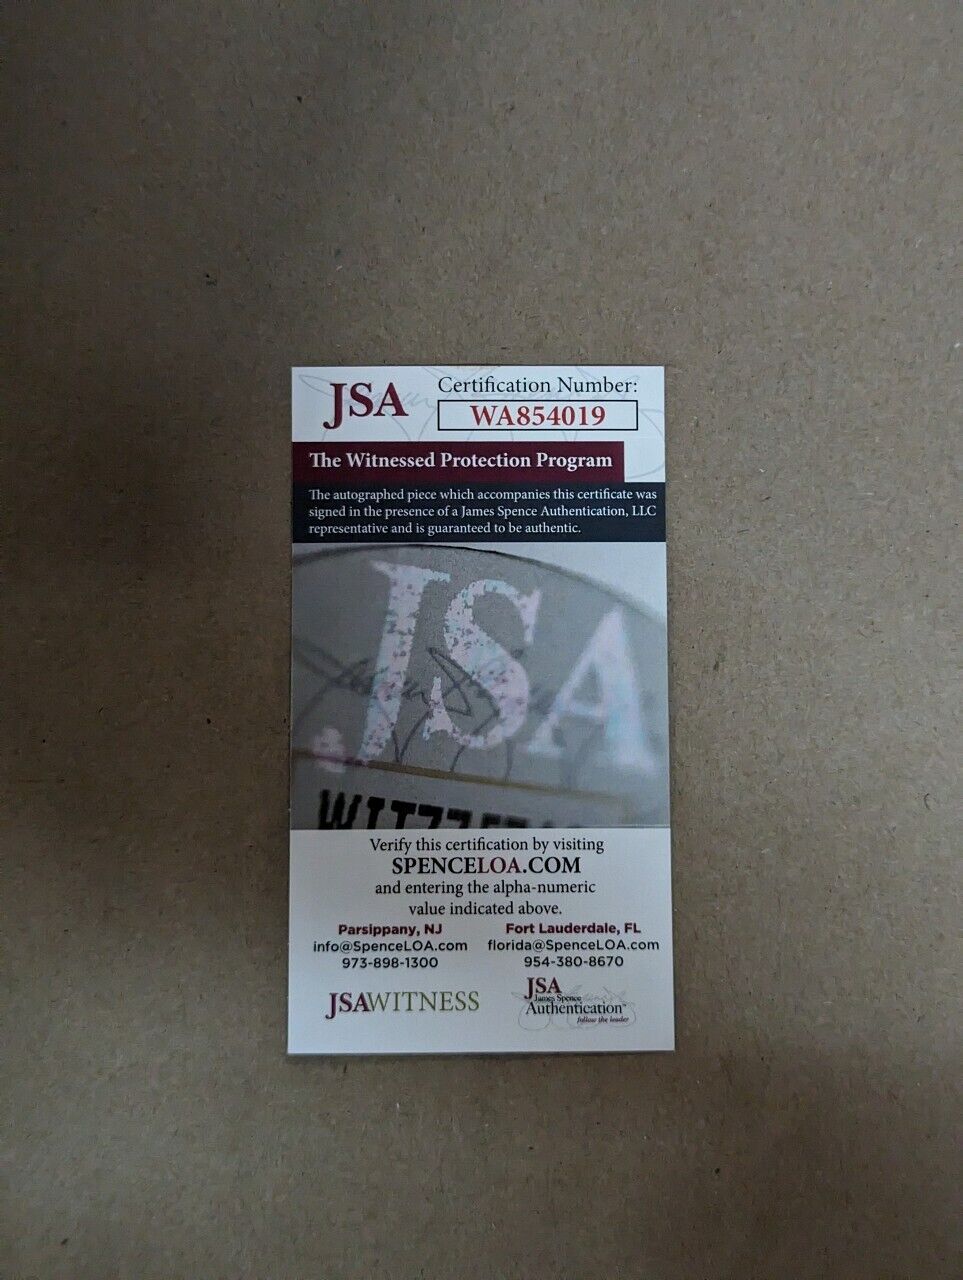 JSA
Certification Number:
WA854019
The Witnessed Protection Program
The autographed piece which accompanies this certificate was
signed in the presence of a James Spence Authentication, LLC
representative and is guaranteed to be authentic.
JSA
Verify this certification by visiting
SPENCELOA.COM
and entering the alpha-numeric
value indicated above.
Parsippany, NJ
info@SpenceLOA.com
973-898-1300
Fort Lauderdale, FL
florida@SpenceLOA.com
954-380-8670
JSAWITNESS
JSA
James Spence
Authentication™
follow the leader